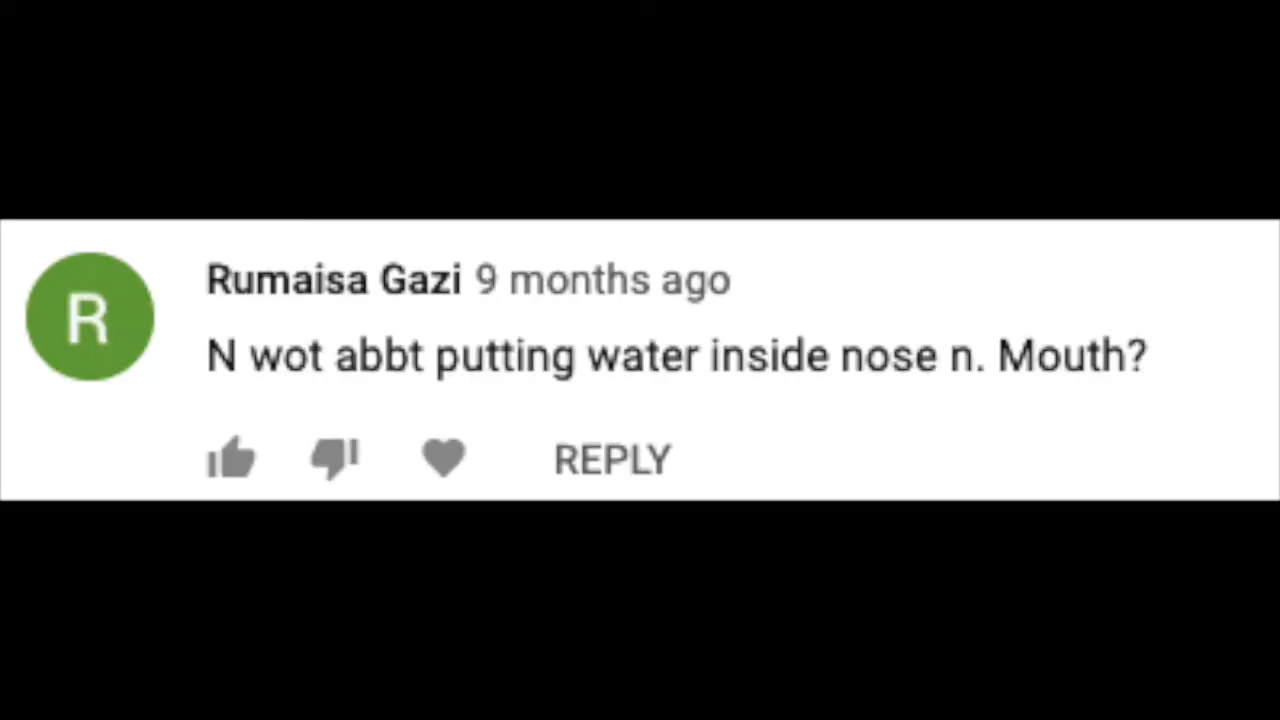 R
Rumaisa Gazi 9 months ago
N wot abbt putting water inside nose n. Mouth?
REPLY